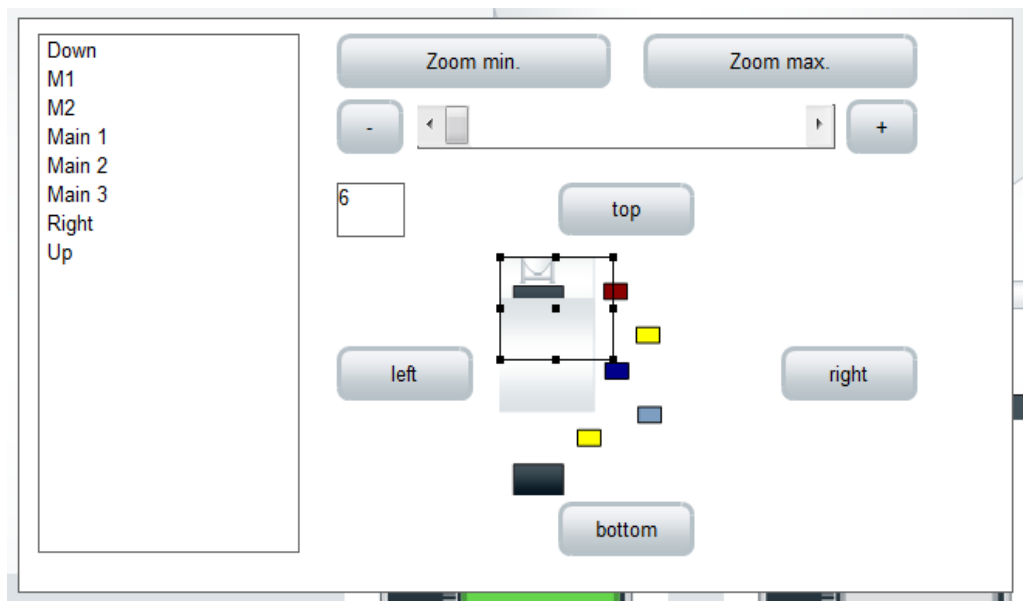 Down
M1
M2
Main 1
Main 2
Main 3
Right
Up
Zoom min.
Zoom max.
-
+
6
top
left
right
bottom